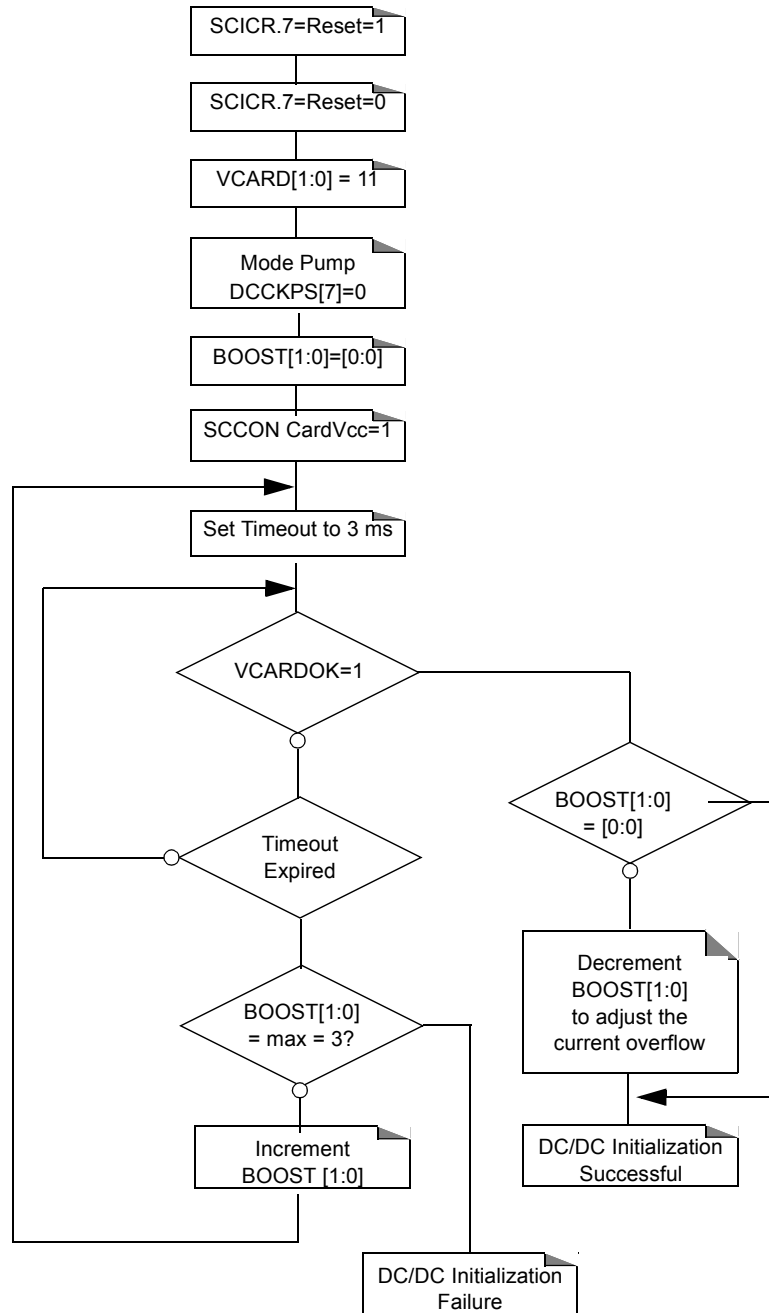 SCICR.7=Reset=1
SCICR.7=Reset=0
VCARD[1:0] = 11
Mode Pump
DCCKPS[7]=0
BOOST[1:0]=[0:0]
SCCON CardVcc=1
Set Timeout to 3 ms
VCARDOK=1
BOOST[1:0]
= [0:0]
Timeout
Expired
Decrement
BOOST[1:0]
to adjust the
current overflow
BOOST[1:0]
= max = 3?
Increment
BOOST [1:0]
DC/DC Initialization
Successful
DC/DC Initialization
Failure